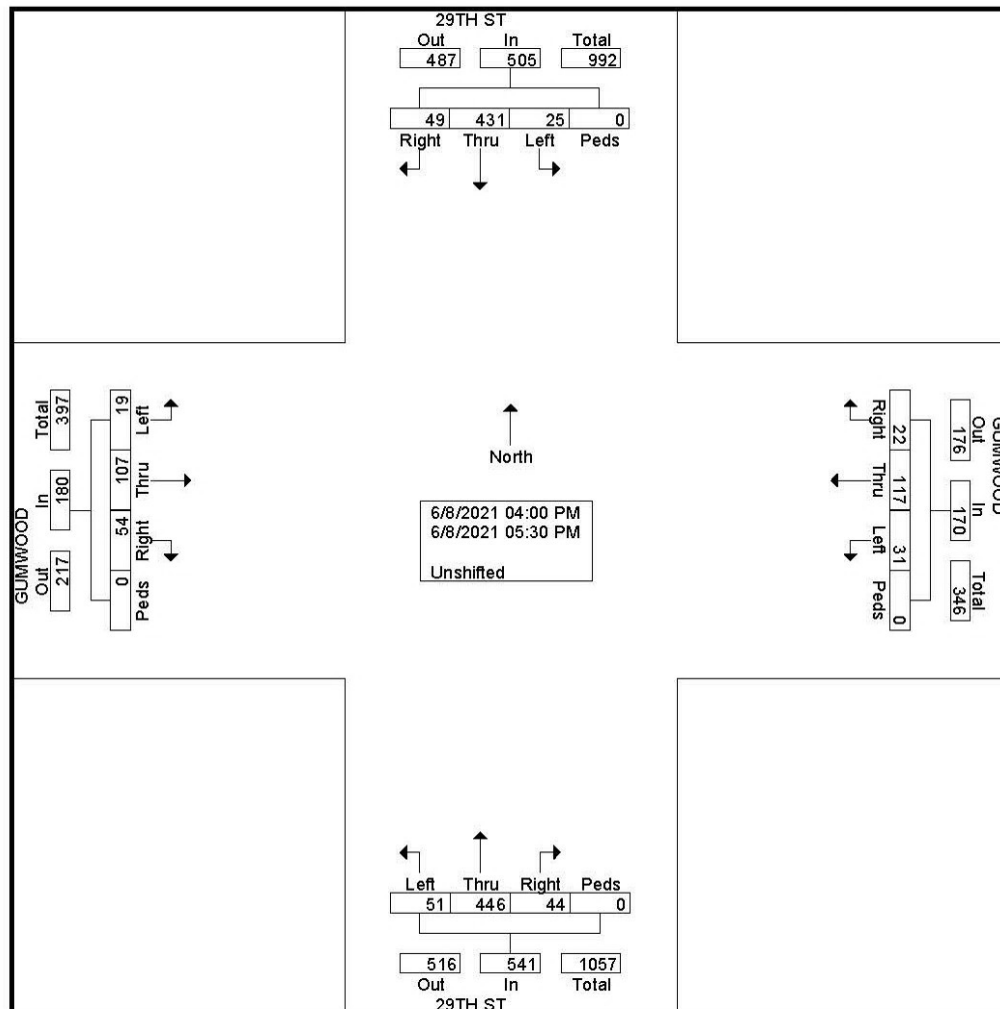 29TH ST
Out In Total
487 505 992
49 431 25 0
Right Thru Left Peds
GUMWOOD
Total In Out
397 180 217
19 107 54 0
Left Thru Right Peds
North
6/8/2021 04:00 PM
6/8/2021 05:30 PM
Unshifted
Right Thru Left Peds
22 117 31 0
176 170 346
Out In Total
GUMWOOD
Left Thru Right Peds
51 446 44 0
516 541 1057
Out In Total
29TH ST